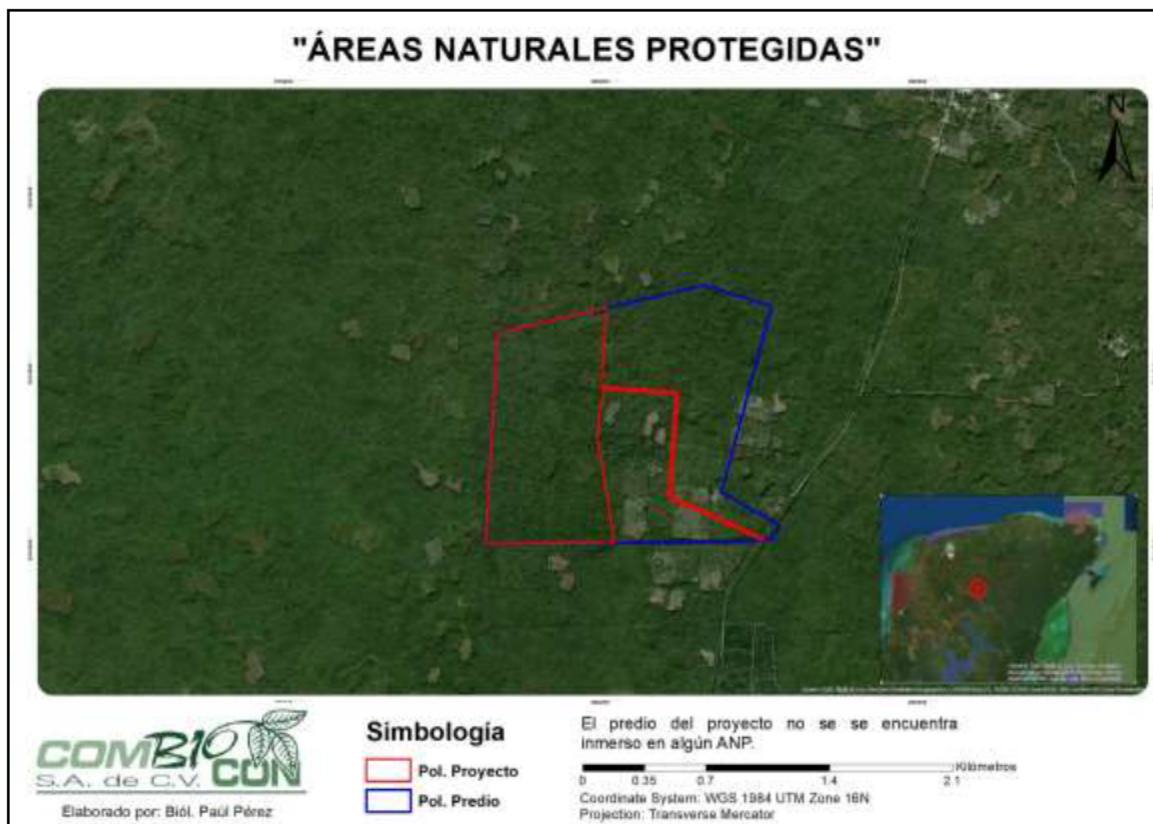 "ÁREAS NATURALES PROTEGIDAS"
N
COMBIO
S.A. de C.V. CON
Elaborado por: Biól. Paúl Pérez
Simbología
Pol. Proyecto
Pol. Predio
El predio del proyecto no se se encuentra
inmerso en algún ANP.
Kilómetros
0 0.35 0.7 1.4 2.1
Coordinate System: WGS 1984 UTM Zone 16N
Projection: Transverse Mercator